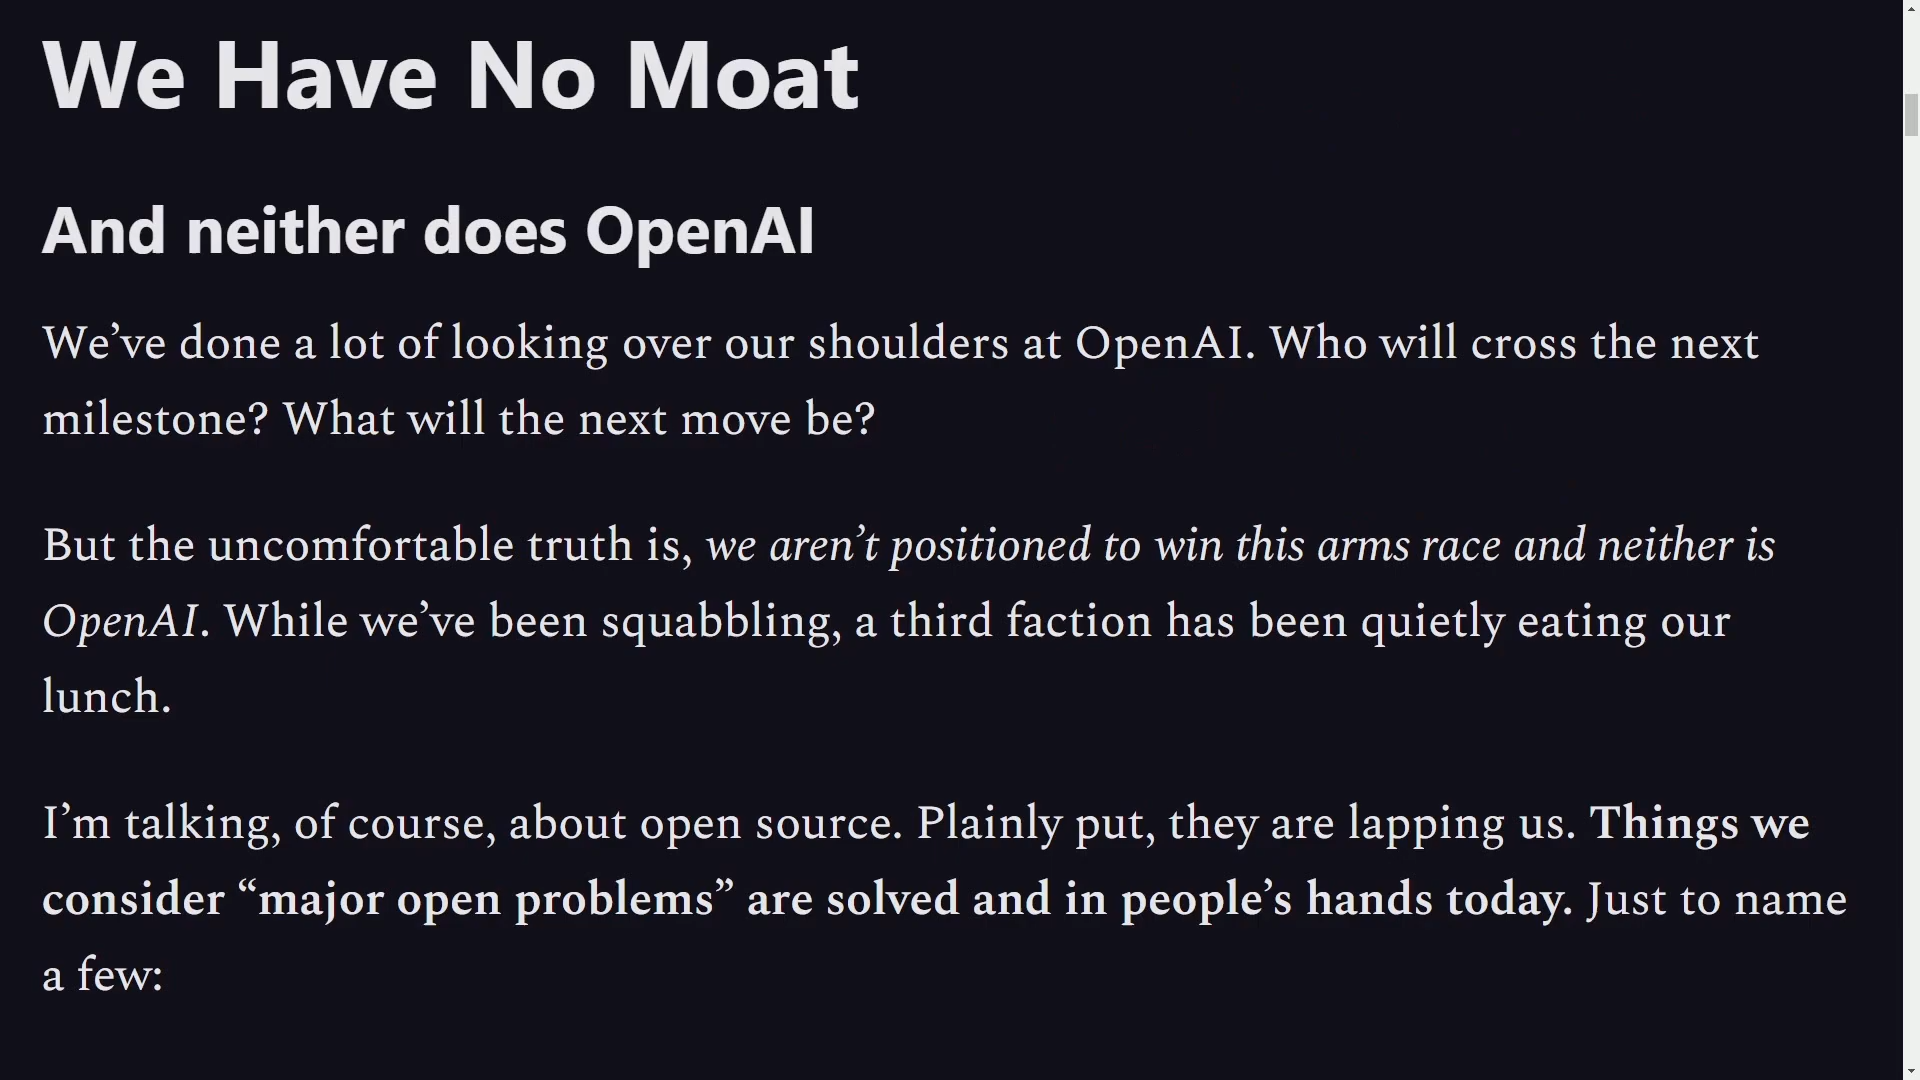 We Have No Moat
And neither does OpenAI
We’ve done a lot of looking over our shoulders at OpenAI. Who will cross the next
milestone? What will the next move be?
But the uncomfortable truth is, we aren’t positioned to win this arms race and neither is
OpenAI. While we’ve been squabbling, a third faction has been quietly eating our
lunch.
I’m talking, of course, about open source. Plainly put, they are lapping us. Things we
consider “major open problems” are solved and in people’s hands today. Just to name
a few: